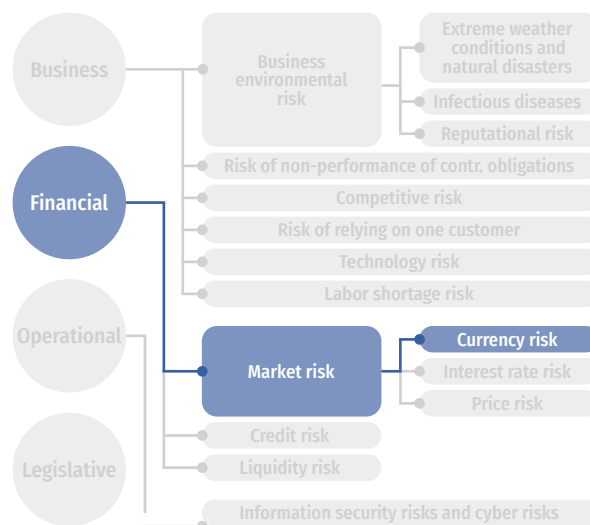 Business
Business
environmental
risk
Extreme weather
conditions and
natural disasters
Infectious diseases
Reputational risk
Risk of non-performance of contr. obligations
Competitive risk
Risk of relying on one customer
Technology risk
Labor shortage risk
Financial
Market risk
Currency risk
Interest rate risk
Price risk
Credit risk
Liquidity risk
Operational
Legislative
Information security risks and cyber risks